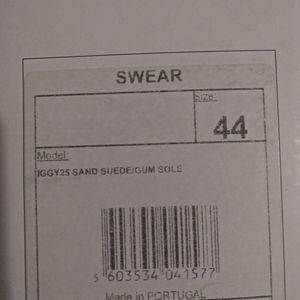 SWEAR
Size:
44
Model:
IGGY25 SAND SUEDE/GUM SOLE
5 603534 041577
Made in PORTUGAL